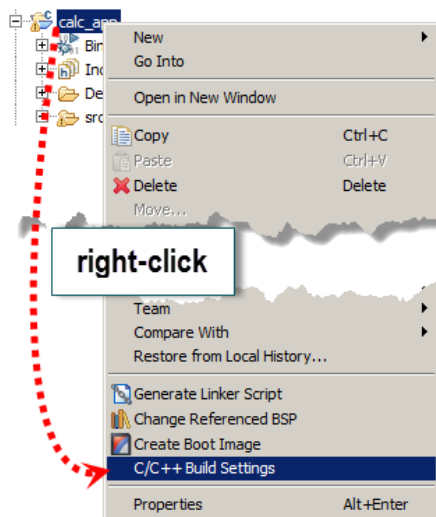 calc_app
Bin
Inc
De
src
New
Go Into
Open in New Window
Copy Ctrl+C
Paste Ctrl+V
Delete Delete
Move...
right-click
Team
Compare With
Restore from Local History...
Generate Linker Script
Change Referenced BSP
Create Boot Image
C/C++ Build Settings
Properties Alt+Enter